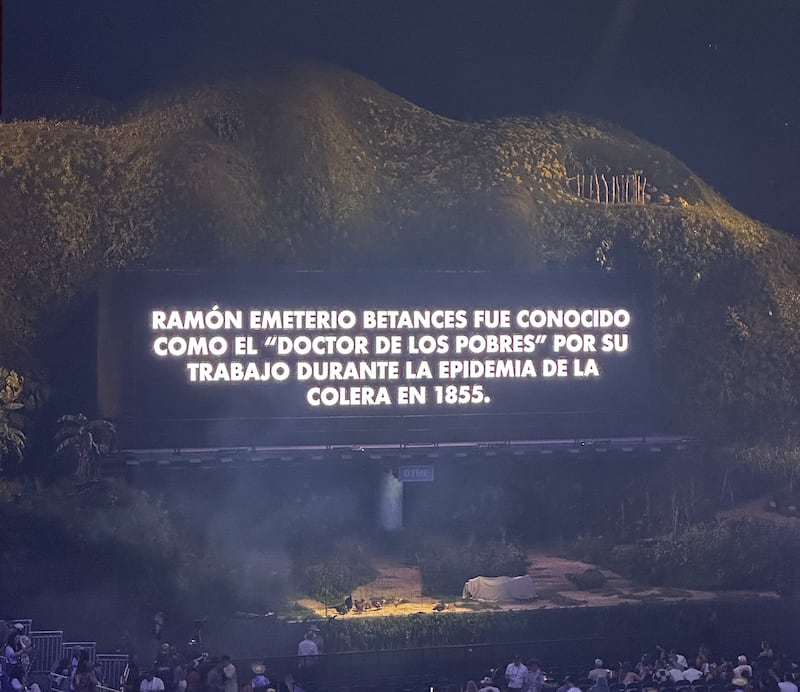 RAMÓN EMETERIO BETANCES FUE CONOCIDO
COMO EL “DOCTOR DE LOS POBRES” POR SU
TRABAJO DURANTE LA EPIDEMIA DE LA
COLERA EN 1855.
DTMF